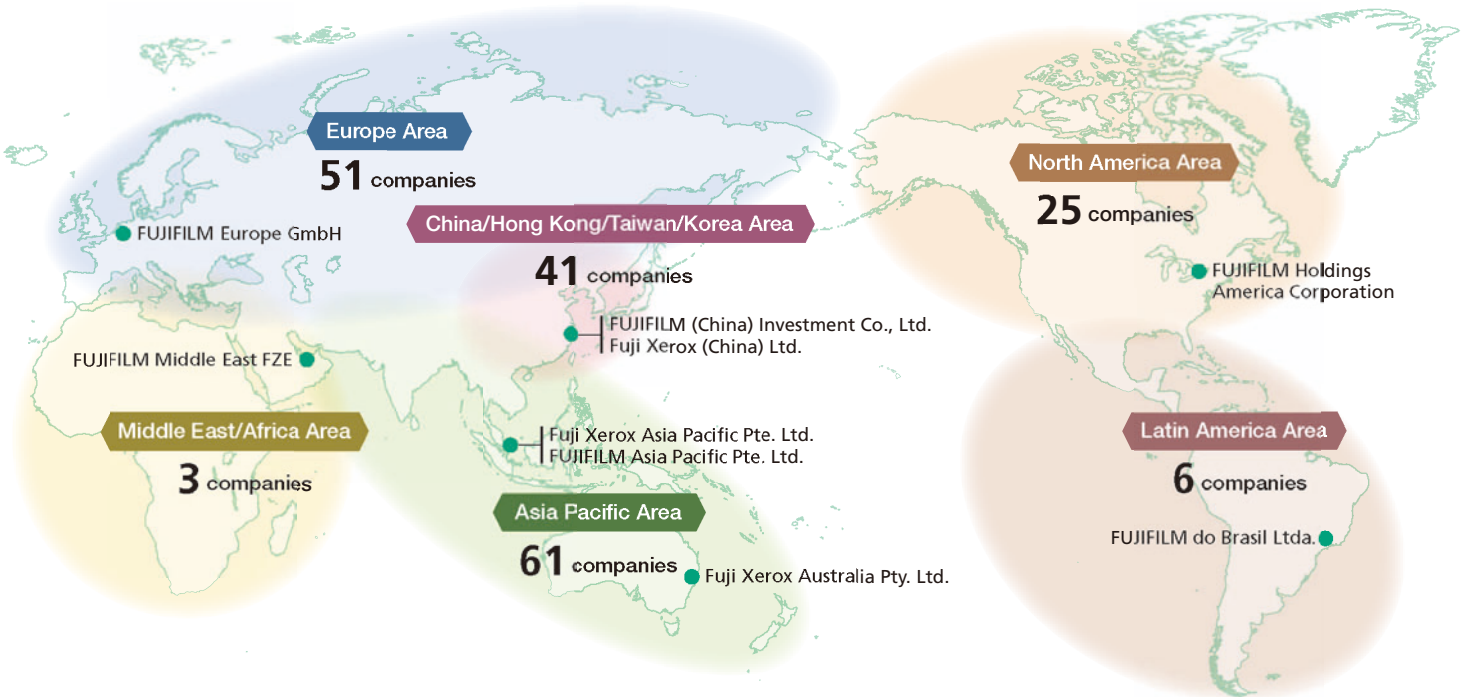 Europe Area
51 companies
FUJIFILM Europe GmbH
China/Hong Kong/Taiwan/Korea Area
41 companies
FUJIFILM (China) Investment Co., Ltd.
Fuji Xerox (China) Ltd.
North America Area
25 companies
FUJIFILM Holdings
America Corporation
FUJIFILM Middle East FZE
Middle East/Africa Area
3 companies
Fuji Xerox Asia Pacific Pte. Ltd.
FUJIFILM Asia Pacific Pte. Ltd.
Asia Pacific Area
61 companies
Fuji Xerox Australia Pty. Ltd.
Latin America Area
6 companies
FUJIFILM do Brasil Ltda.